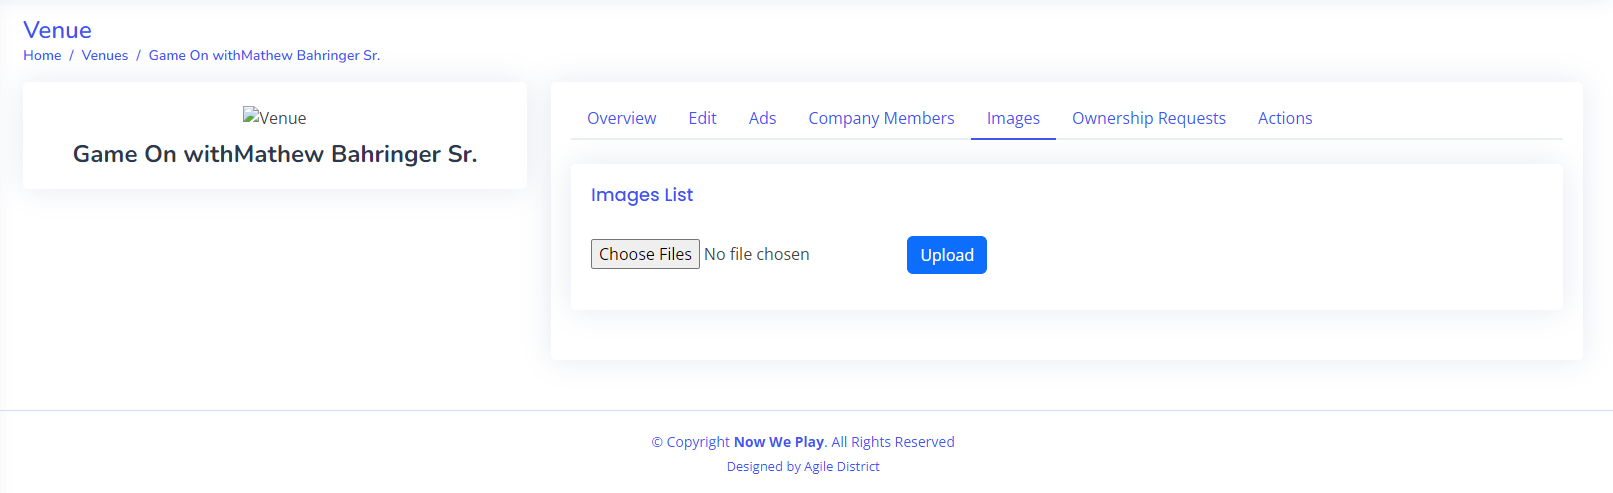 Venue
Home / Venues / Game On withMathew Bahringer Sr.
Venue
Game On withMathew Bahringer Sr.
Overview Edit Ads Company Members Images Ownership Requests Actions
Images List
Choose Files No file chosen Upload
© Copyright Now We Play. All Rights Reserved
Designed by Agile District